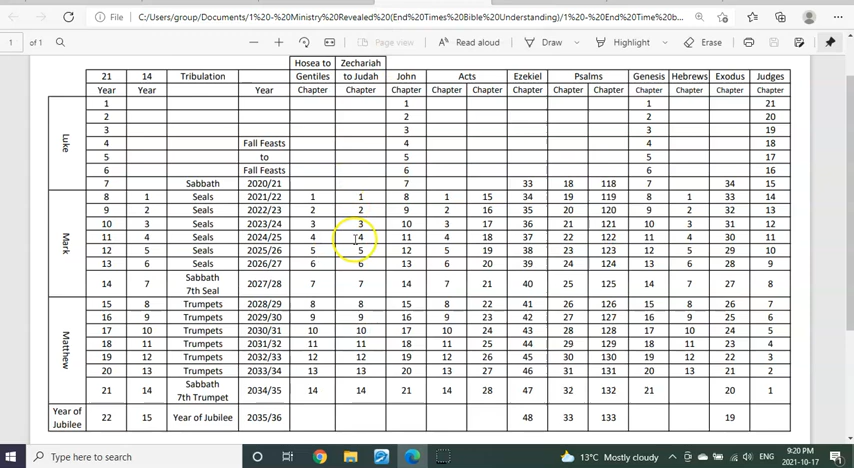 File
C:/Users/group/Documents/1%20-%20Ministry%20Revealed(End%20Times%20Bible%20Understanding)/1%20-%20End%20Time%20b...
1 of 1
Page view
Read aloud
Draw
Highlight
Erase
Hosea to Zechariah
21 14 Tribulation Gentiles to Judah John Acts Ezekiel Psalms Genesis Hebrews Exodus Judges
Year Year Year Chapter Chapter Chapter Chapter Chapter Chapter Chapter Chapter Chapter Chapter Chapter Chapter
Luke
1 1 1 21
2 2 2 20
3 3 3 19
4 Fall Feasts 4 4 18
5 to 5 5 17
6 Fall Feasts 6 6 16
7 Sabbath 2020/21 7 33 18 118 7 34 15
Mark
8 1 Seals 2021/22 1 1 8 1 15 34 19 119 8 1 33 14
9 2 Seals 2022/23 2 2 9 2 16 35 20 120 9 2 32 13
10 3 Seals 2023/24 3 3 10 3 17 36 21 121 10 3 31 12
11 4 Seals 2024/25 4 4 11 4 18 37 22 122 11 4 30 11
12 5 Seals 2025/26 5 5 12 5 19 38 23 123 12 5 29 10
13 6 Seals 2026/27 6 6 13 6 20 39 24 124 13 6 28 9
Sabbath
14 7 7th Seal 2027/28 7 7 14 7 21 40 25 125 14 7 27 8
Matthew
15 8 Trumpets 2028/29 8 8 15 8 22 41 26 126 15 8 26 7
16 9 Trumpets 2029/30 9 9 16 9 23 42 27 127 16 9 25 6
17 10 Trumpets 2030/31 10 10 17 10 24 43 28 128 17 10 24 5
18 11 Trumpets 2031/32 11 11 18 11 25 44 29 129 18 11 23 4
19 12 Trumpets 2032/33 12 12 19 12 26 45 30 130 19 12 22 3
20 13 Trumpets 2033/34 13 13 20 13 27 46 31 131 20 13 21 2
Sabbath
21 14 7th Trumpet 2034/35 14 14 21 14 28 47 32 132 21 20 1
Year of
Jubilee 22 15 Year of Jubilee 2035/36 48 33 133 19
Type here to search
13°C Mostly cloudy
ENG
9:20 PM
2021-10-17